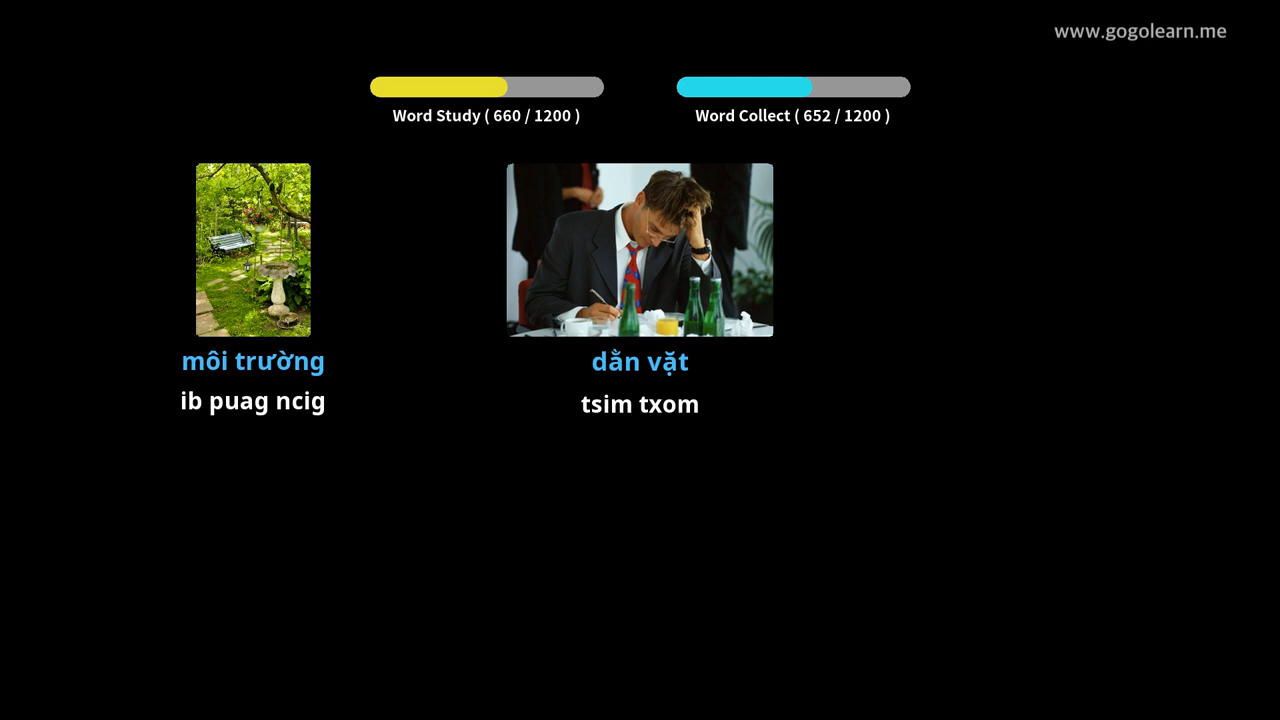 www.gogolearn.me
Word Study ( 660 / 1200 )
Word Collect ( 652 / 1200 )
môi trường
dằn vặt
ib puag ncig
tsim txom